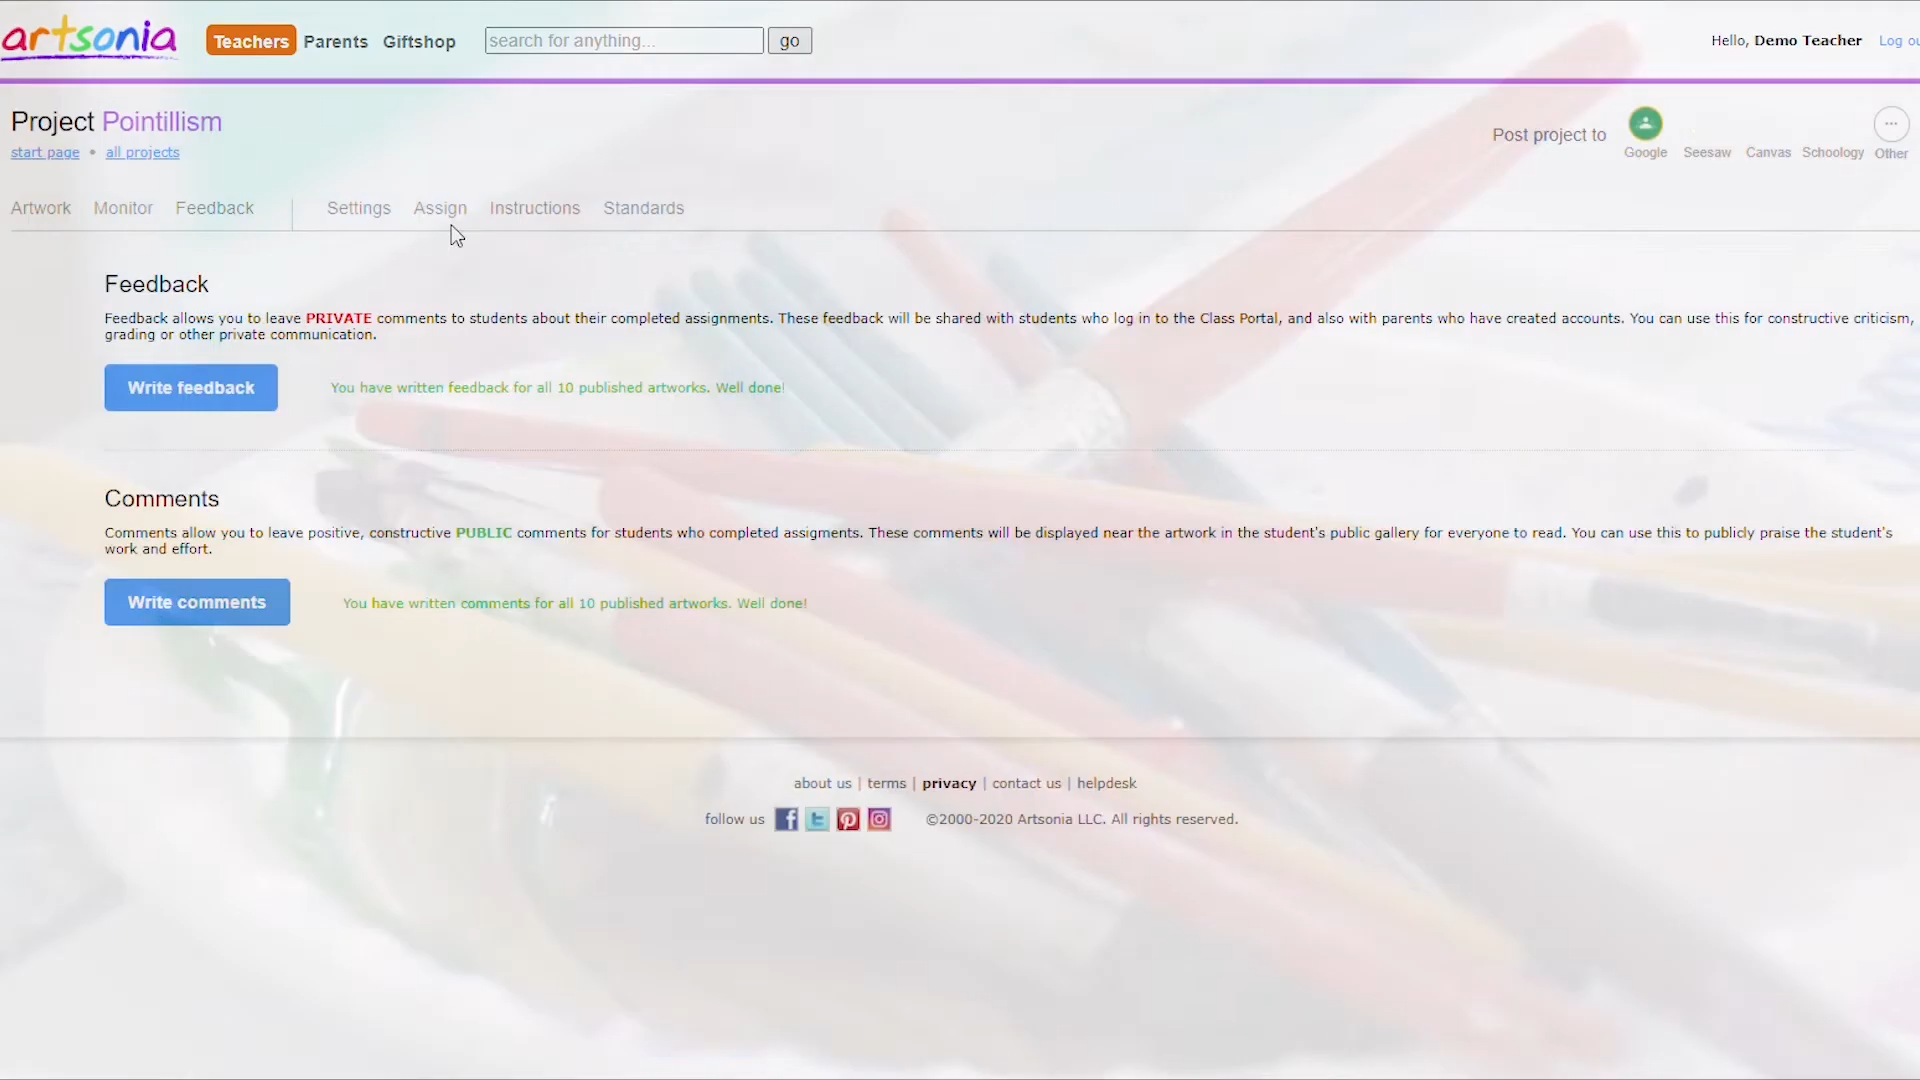 artsonia Teachers Parents Giftshop search for anything... go Hello, Demo Teacher Log ou
Project Pointillism
start page • all projects
Post project to
Google Seesaw Canvas Schoology Other
Artwork Monitor Feedback Settings Assign Instructions Standards
Feedback
Feedback allows you to leave PRIVATE comments to students about their completed assignments. These feedback will be shared with students who log in to the Class Portal, and also with parents who have created accounts. You can use this for constructive criticism,
grading or other private communication.
Write feedback You have written feedback for all 10 published artworks. Well done!
Comments
Comments allow you to leave positive, constructive PUBLIC comments for students who completed assigments. These comments will be displayed near the artwork in the student's public gallery for everyone to read. You can use this to publicly praise the student's
work and effort.
Write comments You have written comments for all 10 published artworks. Well done!
about us | terms | privacy | contact us | helpdesk
follow us ©2000-2020 Artsonia LLC. All rights reserved.